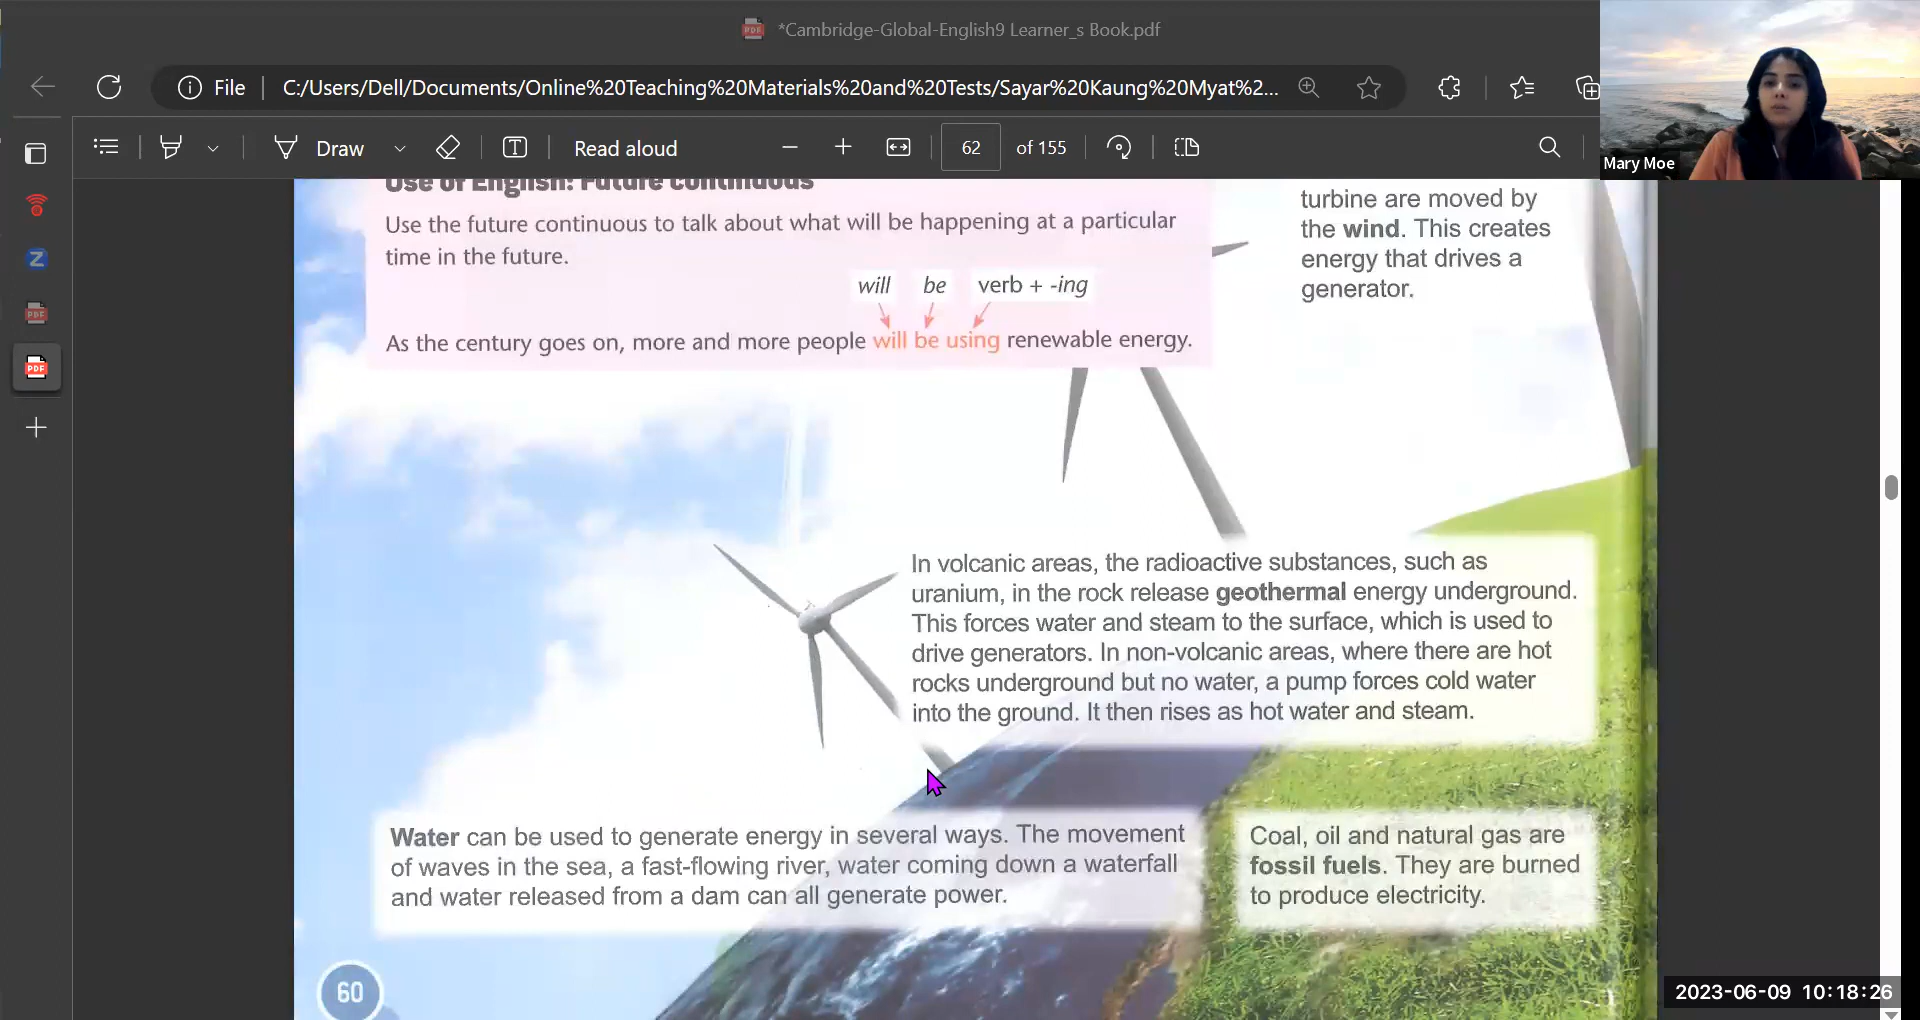 *Cambridge-Global-English9 Learner_s Book.pdf
File
C:/Users/Dell/Documents/Online%20Teaching%20Materials%20and%20Tests/Sayar%20Kaung%20Myat%2...
Draw
Read aloud
62 of 155
Mary Moe
Use of English: Future continuous
Use the future continuous to talk about what will be happening at a particular
time in the future.
will be verb + -ing
As the century goes on, more and more people will be using renewable energy.
turbine are moved by
the wind. This creates
energy that drives a
generator.
In volcanic areas, the radioactive substances, such as
uranium, in the rock release geothermal energy underground.
This forces water and steam to the surface, which is used to
drive generators. In non-volcanic areas, where there are hot
rocks underground but no water, a pump forces cold water
into the ground. It then rises as hot water and steam.
Water can be used to generate energy in several ways. The movement
of waves in the sea, a fast-flowing river, water coming down a waterfall
and water released from a dam can all generate power.
Coal, oil and natural gas are
fossil fuels. They are burned
to produce electricity.
60
2023-06-09 10:18:26